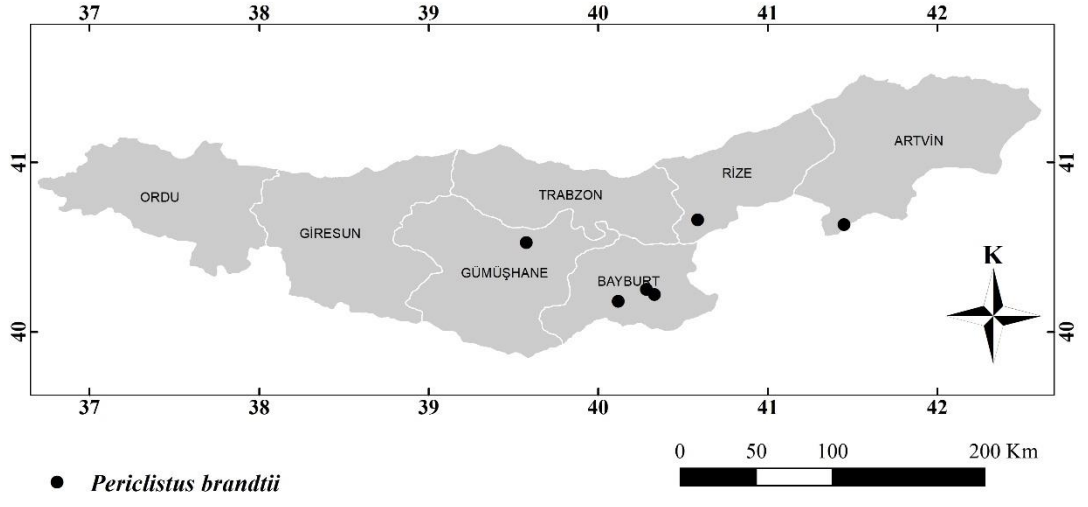 37 38 39 40 41 42
41 41
ARTVİN
RİZE
ORDU TRABZON
GİRESUN
K
GÜMÜŞHANE BAYBURT
40 40
37 38 39 40 41 42
0 50 100 200 Km
Periclistus brandtii